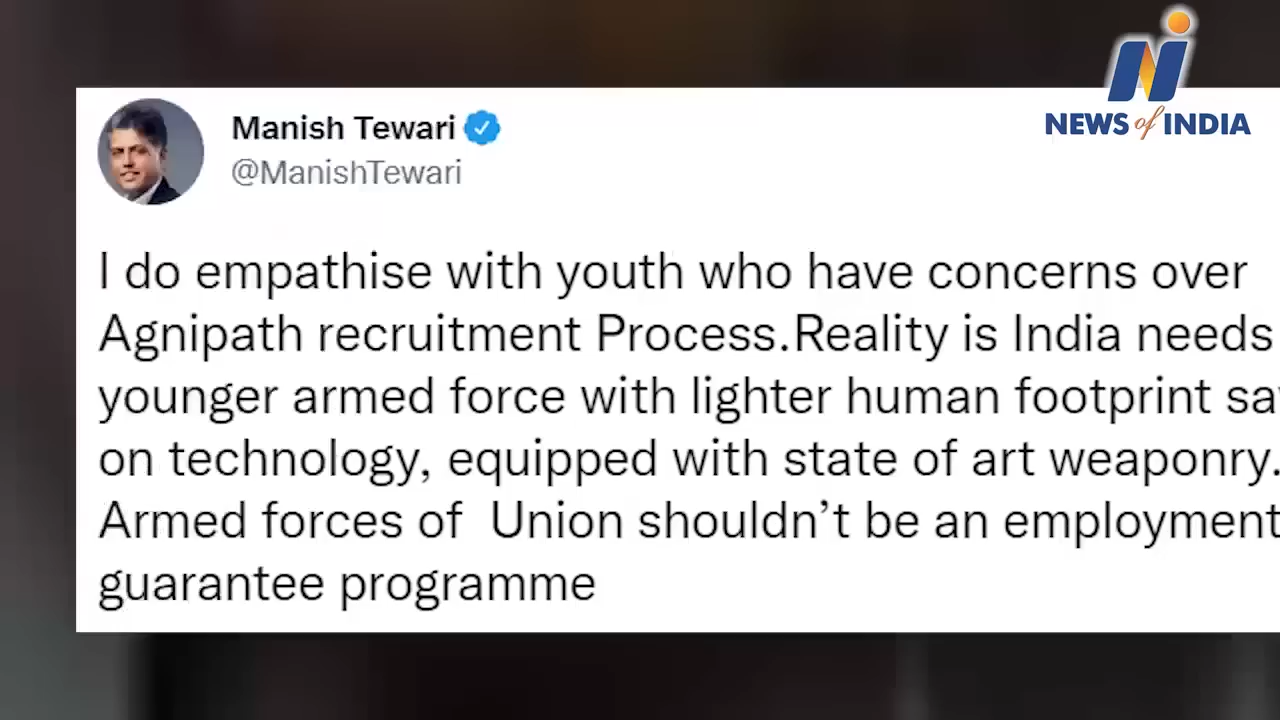 NEWS of INDIA
Manish Tewari
@ManishTewari
I do empathise with youth who have concerns over
Agnipath recruitment Process.Reality is India needs
younger armed force with lighter human footprint
on technology, equipped with state of art weaponry.
Armed forces of  Union shouldn’t be an employment
guarantee programme